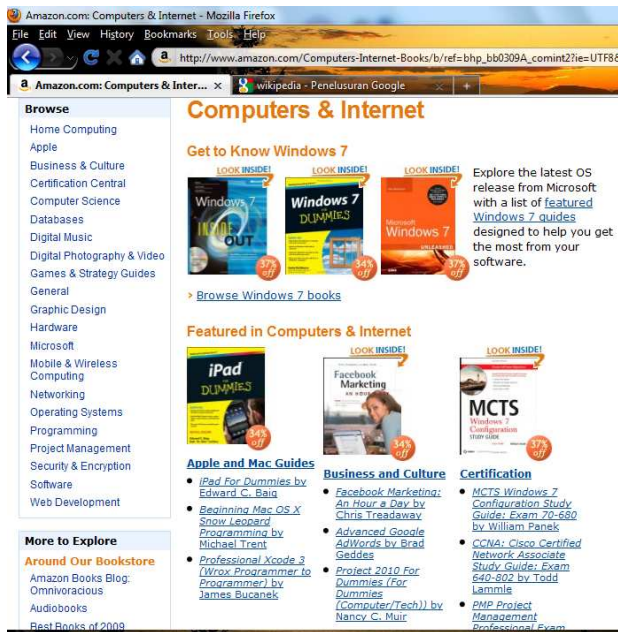 Amazon.com: Computers & Internet - Mozilla Firefox
File Edit View History Bookmarks Tools Help
http://www.amazon.com/Computers-Internet-Books/b/ref=bhp_bb0309A_comint2?ie=UTF8&
Amazon.com: Computers & Inter... wikipedia - Penelusuran Google
Browse
Home Computing
Apple
Business & Culture
Certification Central
Computer Science
Databases
Digital Music
Digital Photography & Video
Games & Strategy Guides
General
Graphic Design
Hardware
Microsoft
Mobile & Wireless
Computing
Networking
Operating Systems
Programming
Project Management
Security & Encryption
Software
Web Development
More to Explore
Around Our Bookstore
Amazon Books Blog:
Omnivoracious
Audiobooks
Best Books of 2009
Computers & Internet
Get to Know Windows 7
LOOK INSIDE! LOOK INSIDE! LOOK INSIDE!
Windows 7
INSIDE
OUT
37%
off
Windows 7
DUMMIES
34%
off
Microsoft
Windows 7
UNLEASHED
37%
off
Explore the latest OS
release from Microsoft
with a list of featured
Windows 7 guides
designed to help you get
the most from your
software.
Browse Windows 7 books
Featured in Computers & Internet
iPad
DUMMIES
34%
off
Apple and Mac Guides
iPad For Dummies by
Edward C. Baig
Beginning Mac OS X
Snow Leopard
Programming by
Michael Trent
Professional Xcode 3
(Wrox Programmer to
Programmer) by
James Bucanek
LOOK INSIDE!
Facebook
Marketing
AN HOUR A DAY
34%
off
Business and Culture
Facebook Marketing:
An Hour a Day by
Chris Treadaway
Advanced Google
AdWords by Brad
Geddes
Project 2010 For
Dummies (For
Dummies
(Computer/Tech)) by
Nancy C. Muir
LOOK INSIDE!
MCTS
Windows 7
Configuration
STUDY GUIDE
37%
off
Certification
MCTS Windows 7
Configuration Study
Guide: Exam 70-680
by William Panek
CCNA: Cisco Certified
Network Associate
Study Guide: Exam
640-802 by Todd
Lammle
PMP Project
Management
Professional Exam